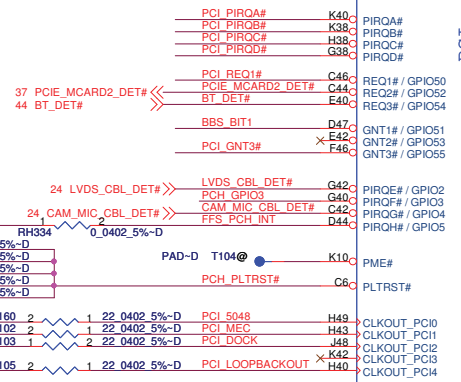 PCI_PIRQA# K40 PIRQA#
PCI_PIRQB# K38 PIRQB#
PCI_PIRQC# H38 PIRQC#
PCI_PIRQD# G38 PIRQD#
PCI_REQ1# C46 REQ1# / GPIO50
37 PCIE_MCARD2_DET# PCIE_MCARD2_DET# C44 REQ2# / GPIO52
44 BT_DET# BT_DET# E40 REQ3# / GPIO54
BBS_BIT1 D47 GNT1# / GPIO51
E42 GNT2# / GPIO53
PCI_GNT3# F46 GNT3# / GPIO55
24 LVDS_CBL_DET# LVDS_CBL_DET# G42 PIRQE# / GPIO2
PCH_GPIO3 G40 PIRQF# / GPIO3
24 CAM_MIC_CBL_DET# CAM_MIC_CBL_DET# C42 PIRQG# / GPIO4
1 2 FFS_PCH_INT D44 PIRQH# / GPIO5
RH334 0_0402_5%~D
5%~D
5%~D
5%~D
5%~D
5%~D
PAD~D T104@ K10 PME#
PCH_PLTRST# C6 PLTRST#
160 2 1 22_0402_5%~D PCI_5048 H49 CLKOUT_PCI0
102 2 1 22_0402_5%~D PCI_MEC H43 CLKOUT_PCI1
103 1 2 22_0402_5%~D PCI_DOCK J48 CLKOUT_PCI2
K42 CLKOUT_PCI3
105 2 1 22_0402_5%~D PCI_LOOPBACKOUT H40 CLKOUT_PCI4